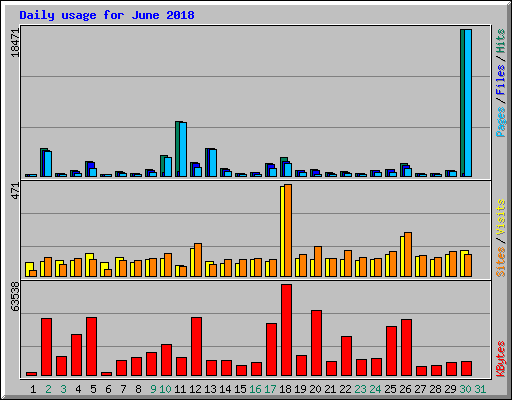 Daily usage for June 2018
18471
471
63538
Pages / Files / Hits
Sites / Visits
KBytes
1 2 3 4 5 6 7 8 9 10 11 12 13 14 15 16 17 18 19 20 21 22 23 24 25 26 27 28 29 30 31